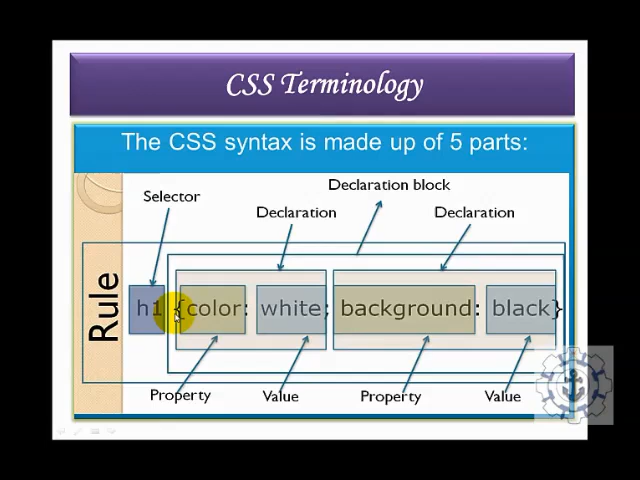 CSS Terminology
The CSS syntax is made up of 5 parts:
Declaration block
Selector
Declaration Declaration
Rule
h1 {color: white; background: black}
Property Value Property Value